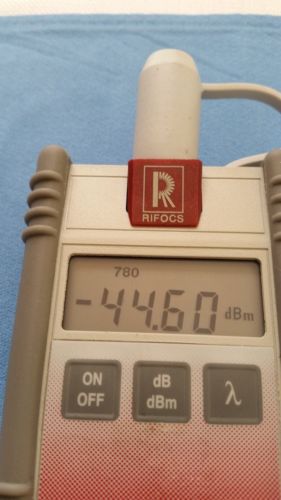 R
RIFOCS
780
-44.60 dBm
ON OFF
dB dBm
λ